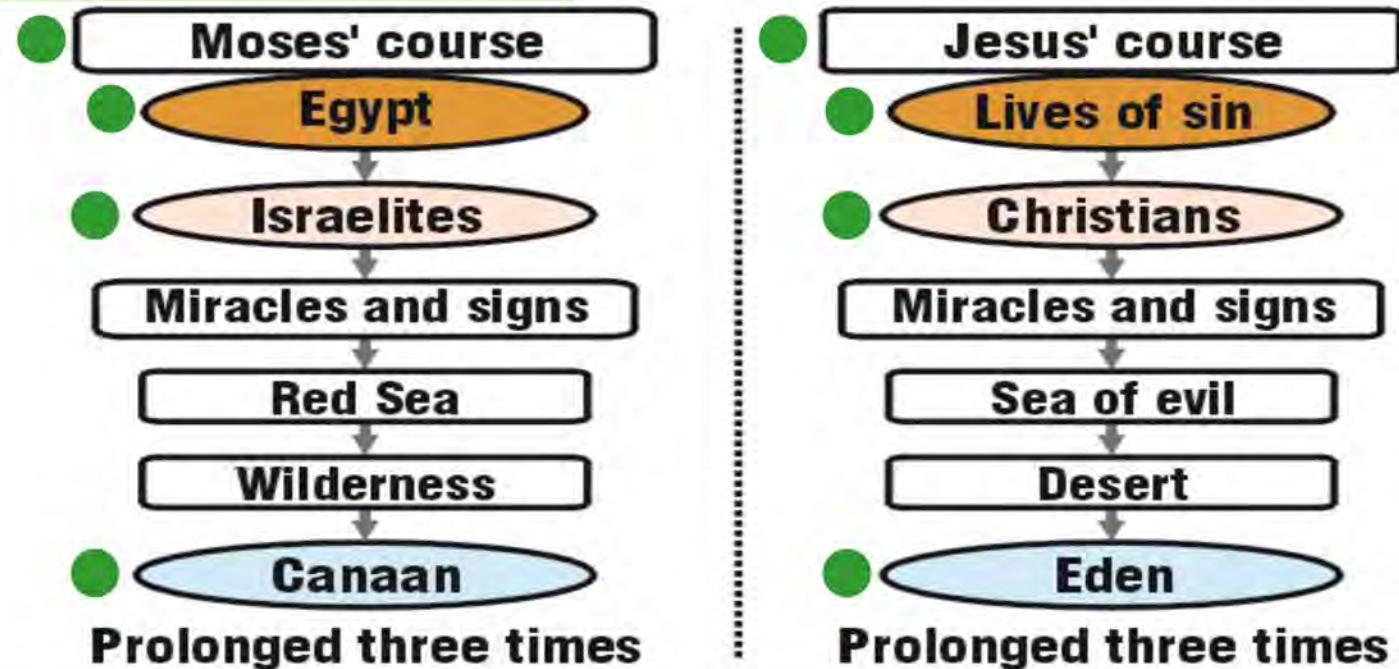 Moses' course
Egypt
Israelites
Miracles and signs
Red Sea
Wilderness
Canaan
Prolonged three times
Jesus' course
Lives of sin
Christians
Miracles and signs
Sea of evil
Desert
Eden
Prolonged three times